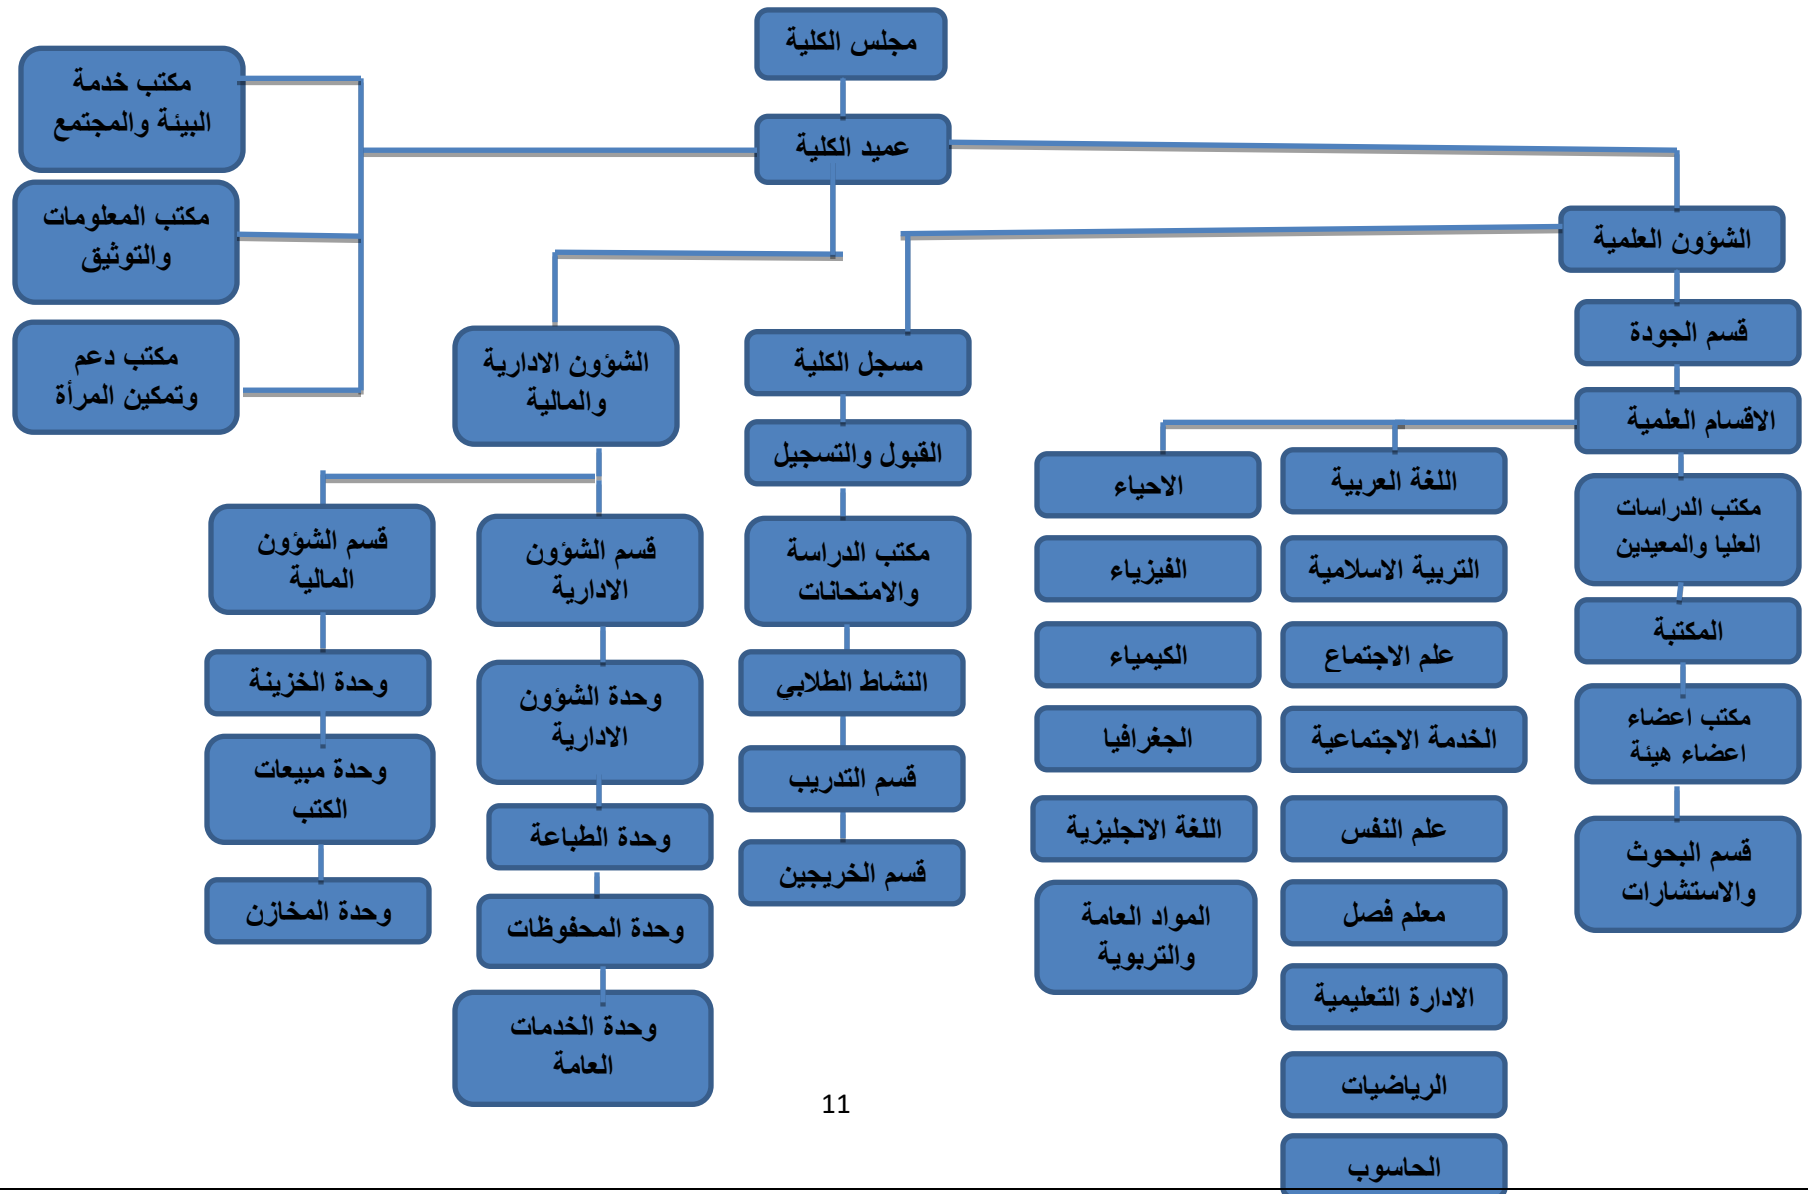 مجلس الكلية
عميد الكلية
مكتب خدمة
البيئة والمجتمع
مكتب المعلومات
والتوثيق
مكتب دعم
وتمكين المرأة
الشؤون العلمية
قسم الجودة
الاقسام العلمية
مكتب الدراسات
العليا والمعيدين
المكتبة
مكتب اعضاء
اعضاء هيئة
قسم البحوث
والاستشارات
اللغة العربية
التربية الاسلامية
علم الاجتماع
الخدمة الاجتماعية
علم النفس
معلم فصل
الادارة التعليمية
الرياضيات
الحاسوب
الاحياء
الفيزياء
الكيمياء
الجغرافيا
اللغة الانجليزية
المواد العامة
والتربوية
مسجل الكلية
القبول والتسجيل
مكتب الدراسة
والامتحانات
النشاط الطلابي
قسم التدريب
قسم الخريجين
الشؤون الادارية
والمالية
قسم الشؤون
الادارية
وحدة الشؤون
الادارية
وحدة الطباعة
وحدة المحفوظات
وحدة الخدمات
العامة
قسم الشؤون
المالية
وحدة الخزينة
وحدة مبيعات
الكتب
وحدة المخازن
11